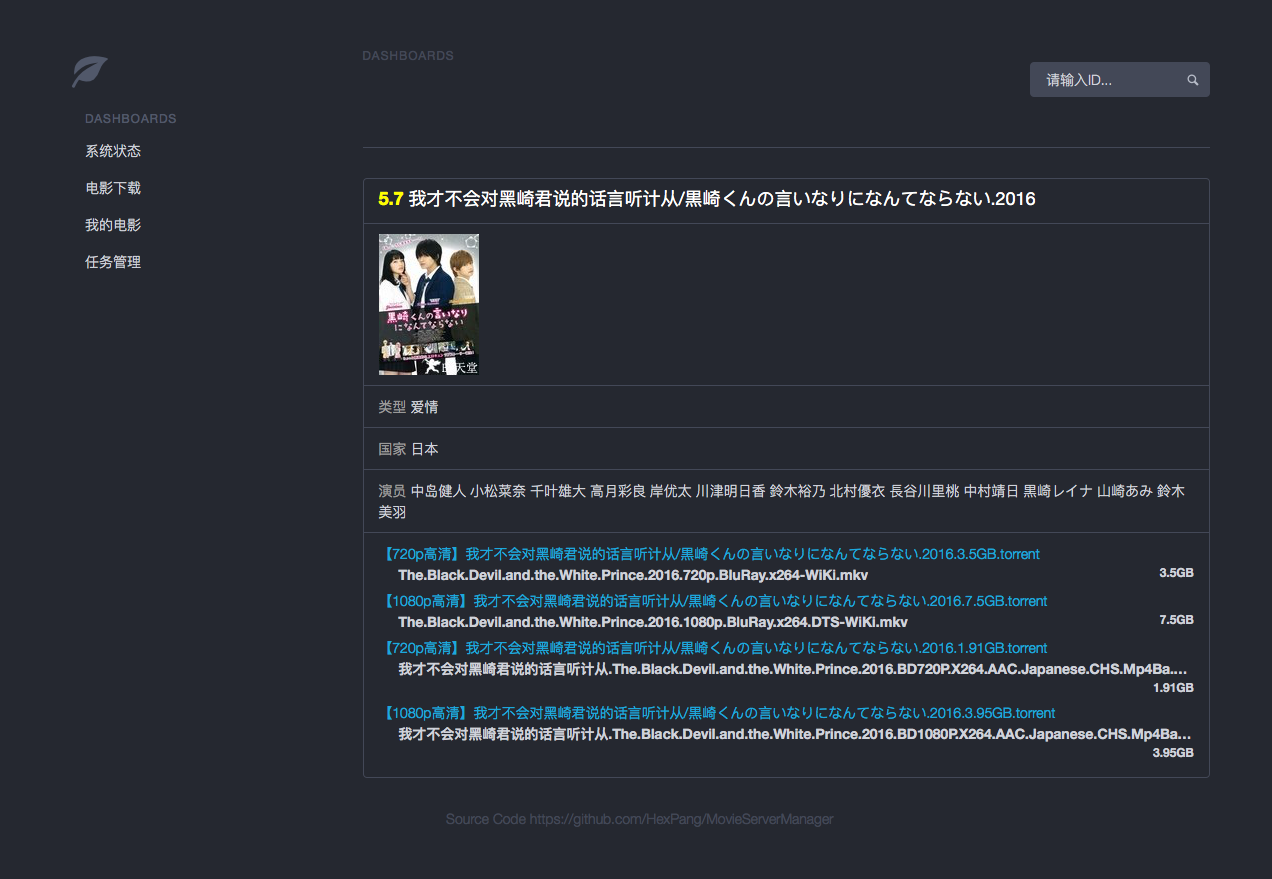 DASHBOARDS
系统状态
电影下载
我的电影
任务管理
DASHBOARDS
请输入ID...
5.7 我才不会对黑崎君说的话言听计从/黒崎くんの言いなりになんてならない.2016
黒崎くんの言いなり
になんてならない
天堂
类型 爱情
国家 日本
演员 中岛健人 小松菜奈 千叶雄大 高月彩良 岸优太 川津明日香 鈴木裕乃 北村優衣 長谷川里桃 中村靖日 黒崎レイナ 山崎あみ 鈴木
美羽
【720p高清】我才不会对黑崎君说的话言听计从/黒崎くんの言いなりになんてならない.2016.3.5GB.torrent
The.Black.Devil.and.the.White.Prince.2016.720p.BluRay.x264-WiKi.mkv 3.5GB
【1080p高清】我才不会对黑崎君说的话言听计从/黒崎くんの言いなりになんてならない.2016.7.5GB.torrent
The.Black.Devil.and.the.White.Prince.2016.1080p.BluRay.x264.DTS-WiKi.mkv 7.5GB
【720p高清】我才不会对黑崎君说的话言听计从/黒崎くんの言いなりになんてならない.2016.1.91GB.torrent
我才不会对黑崎君说的话言听计从.The.Black.Devil.and.the.White.Prince.2016.BD720P.X264.AAC.Japanese.CHS.Mp4Ba....
1.91GB
【1080p高清】我才不会对黑崎君说的话言听计从/黒崎くんの言いなりになんてならない.2016.3.95GB.torrent
我才不会对黑崎君说的话言听计从.The.Black.Devil.and.the.White.Prince.2016.BD1080P.X264.AAC.Japanese.CHS.Mp4Ba...
3.95GB
Source Code https://github.com/HexPang/MovieServerManager